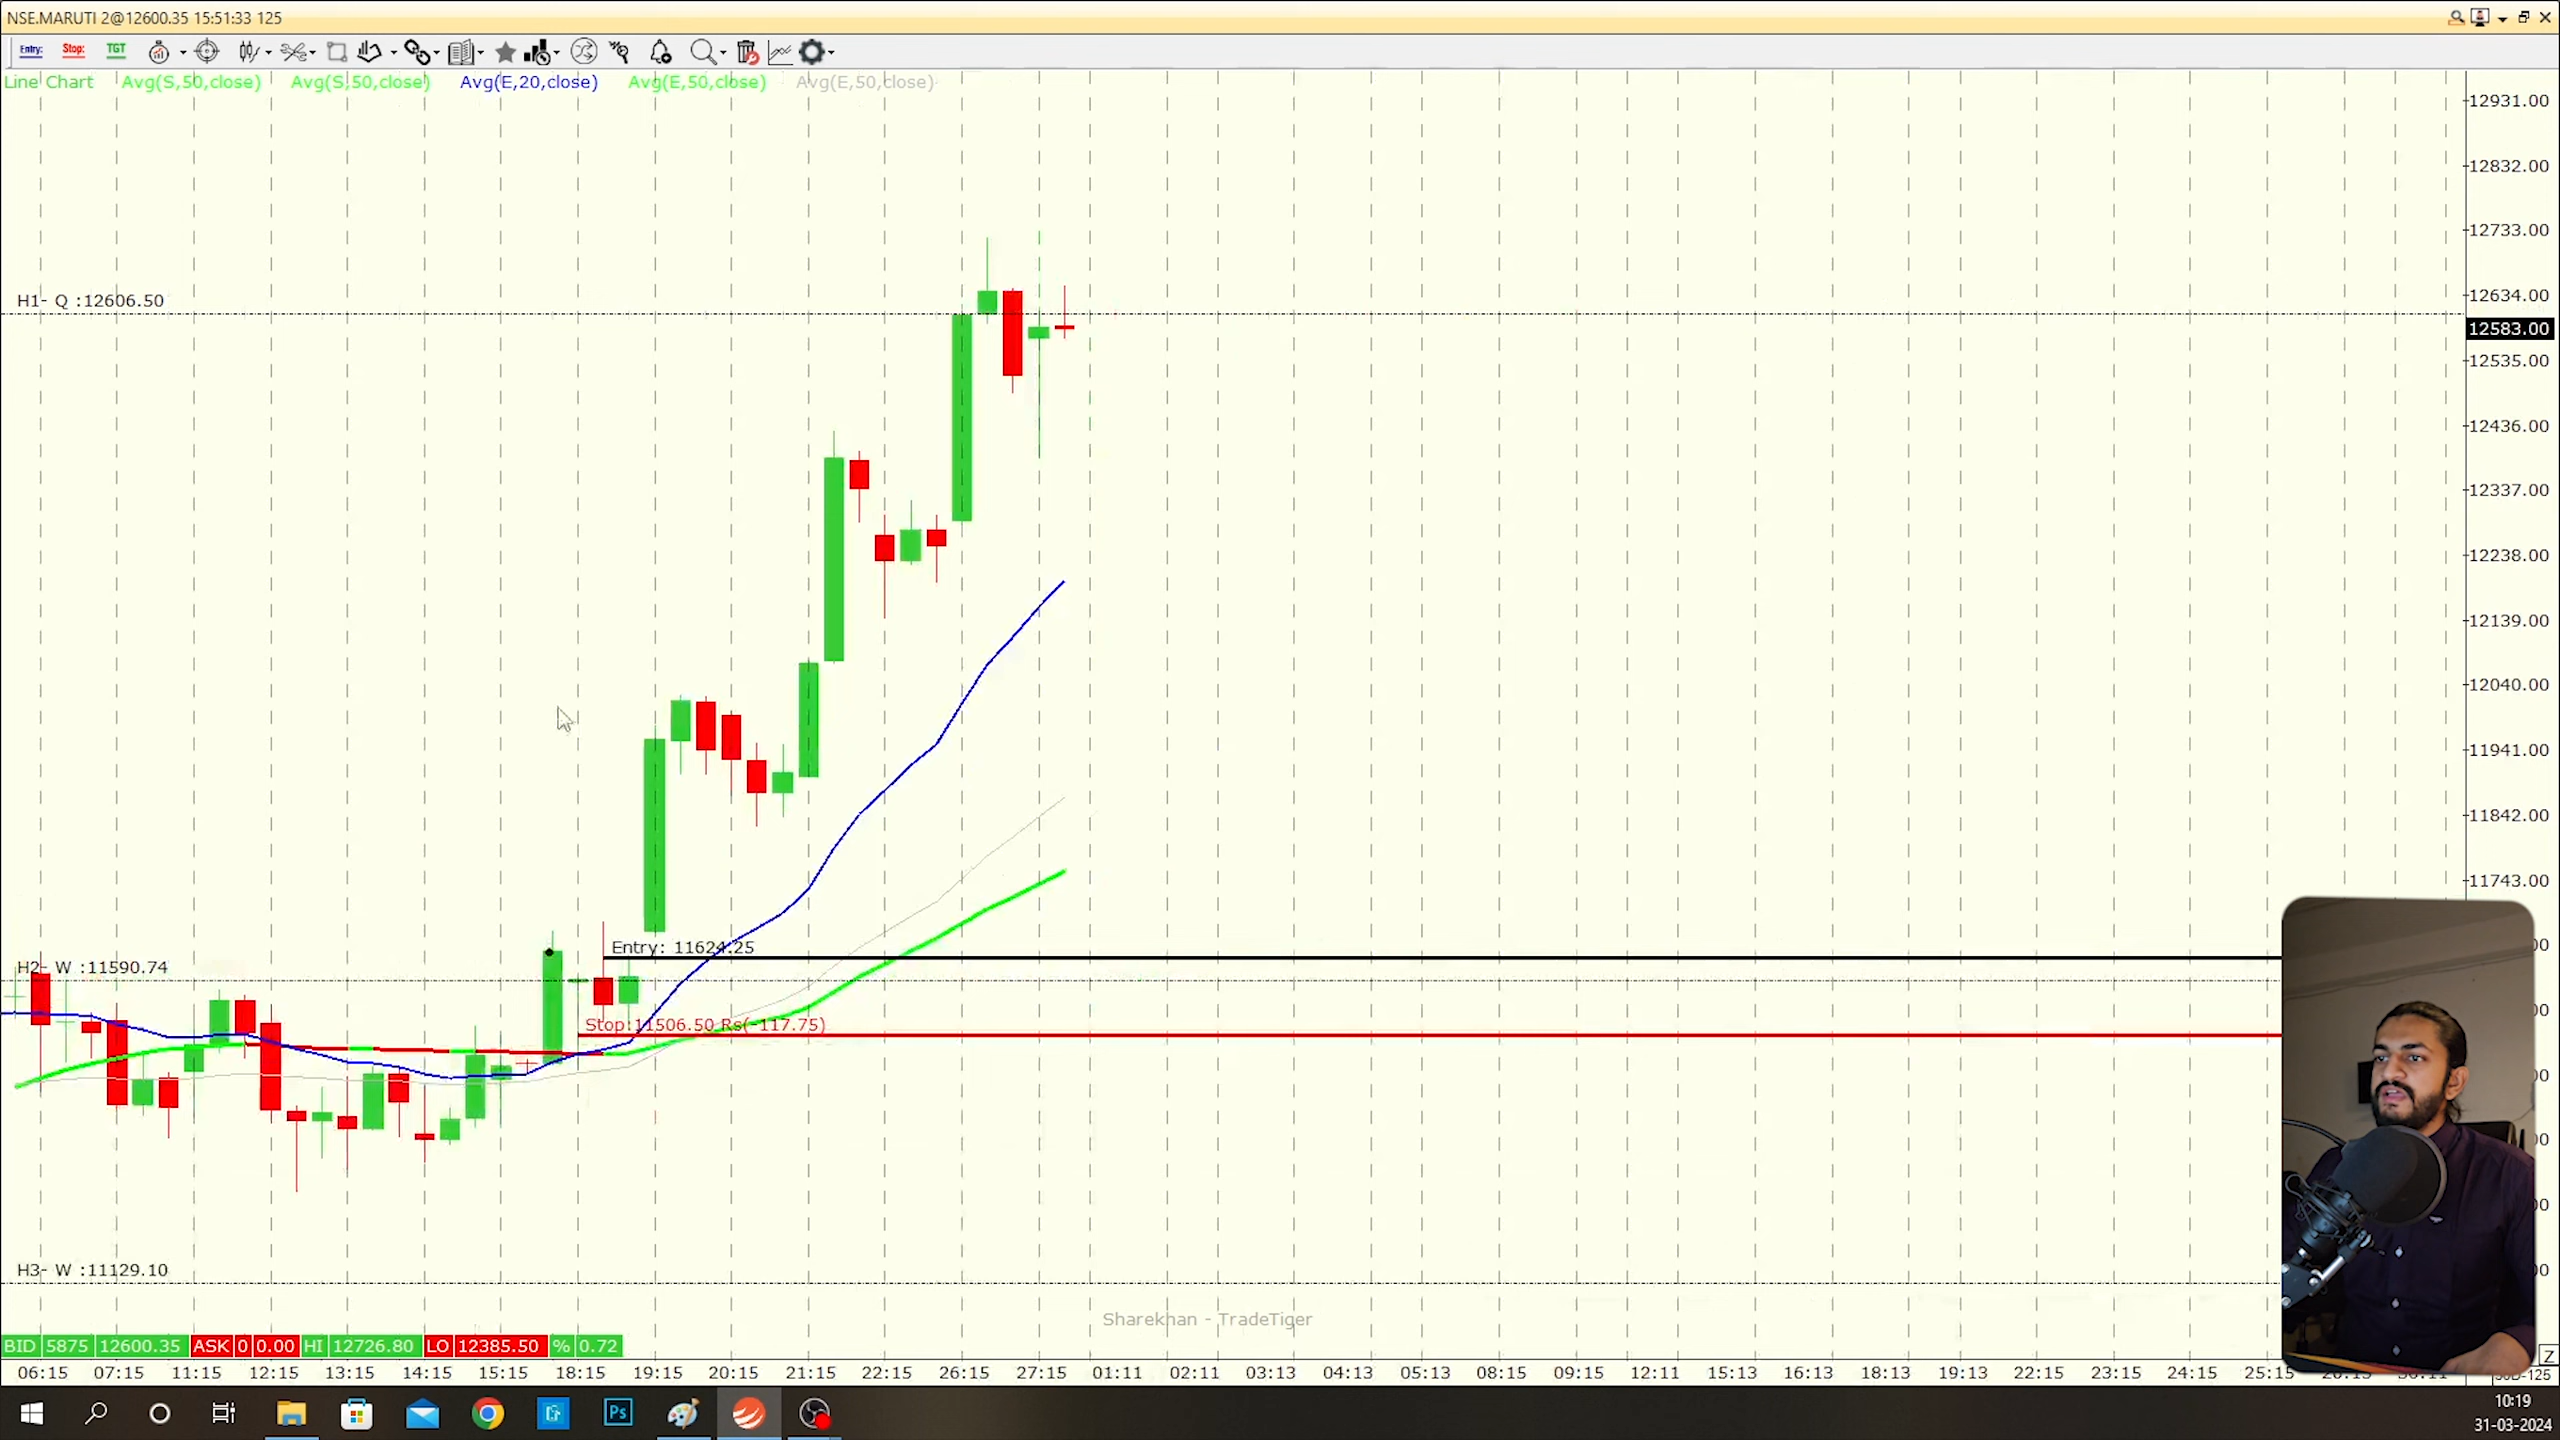 NSE.MARUTI 2@12600.35 15:51:33 125
Entry: Stop: TGT
Line Chart Avg(S,50,close) Avg(S,50,close) Avg(E,20,close) Avg(E,50,close) Avg(E,50,close)
12931.00
12832.00
12733.00
H1- Q :12606.50
12634.00
12583.00
12535.00
12436.00
12337.00
12238.00
12139.00
12040.00
11941.00
11842.00
11743.00
Entry: 11624.25
H2- W :11590.74
Stop:11506.50 Rs(-117.75)
H3- W :11129.10
Sharekhan - TradeTiger
BID 5875 12600.35 ASK 0 0.00 HI 12726.80 LO 12385.50 % 0.72
Z
06:15 07:15 11:15 12:15 13:15 14:15 15:15 18:15 19:15 20:15 21:15 22:15 26:15 27:15 01:11 02:11 03:13 04:13 05:13 08:15 09:15 12:11 15:13 16:13 18:13 19:13 22:15 23:15 24:15 25:15
Ps
10:19
31-03-2024